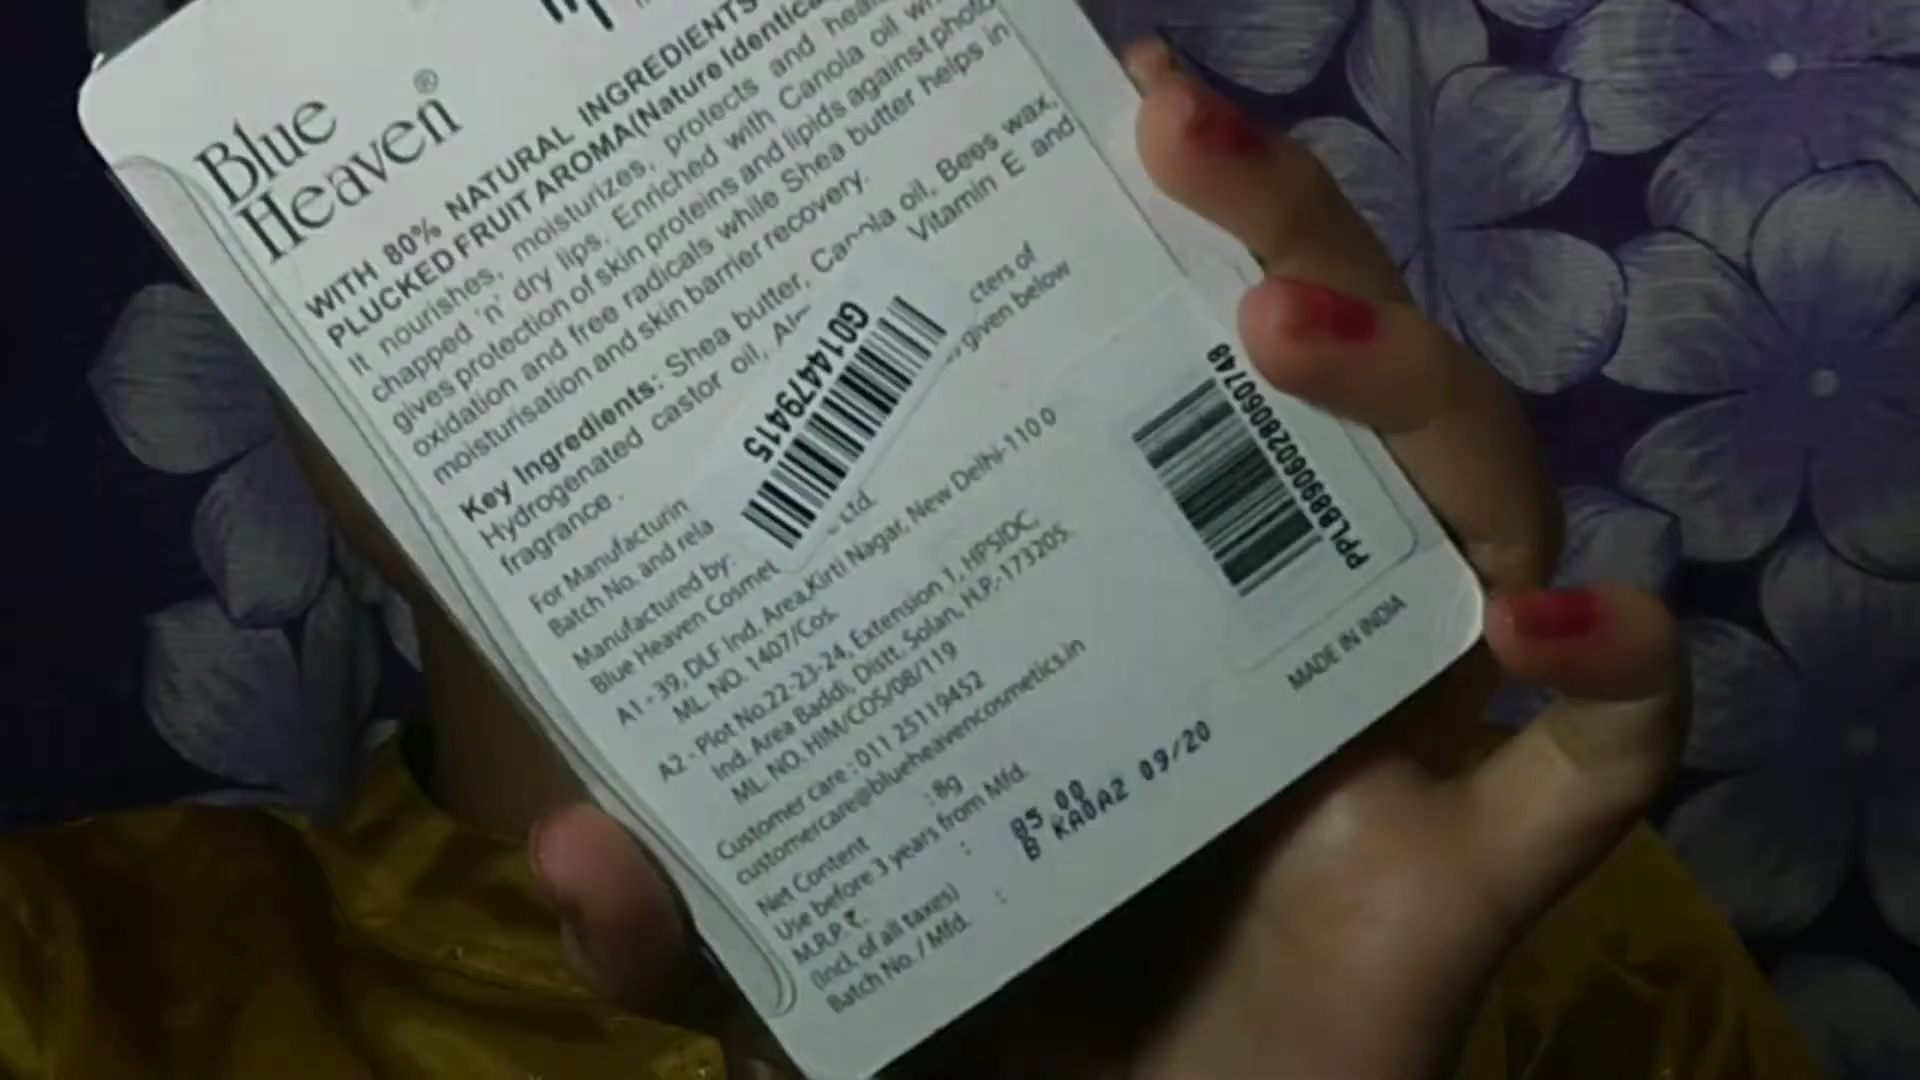 Blue
Heaven®
WITH 80% NATURAL INGREDIENTS
PLUCKED FRUIT AROMA(Nature Identical
It nourishes, moisturizes, protects and
chapped 'n' dry lips. Enriched with Canola oil
gives protection of skin proteins and lipids against photo
oxidation and free radicals while Shea butter helps in
moisturisation and skin barrier recovery.
Key Ingredients: Shea butter, Canola oil, Bees wax,
Hydrogenated castor oil, Vitamin E and
fragrance.
For
given below
Batch No. and
Manufactured by:
Blue Heaven Ltd.
A1 - 39, DLF Ind. Area, Kirti Nagar, New Delhi-110 0
ML. NO. 1407/Cos.
A2 - Plot No.22-23-24, Extension 1, HPSIDC,
Ind. Area Baddi, Distt. Solan, H.P.-173205.
ML. NO. HIM/COS/08/119
Customer care : 011 25119452
customercare@blueheavencosmetics.in
Net Content : 8g
Use before 3 years from Mfd.
M.R.P. ₹ : 85.00
(Incl. of all taxes)
Batch No. / Mfd. : B KA0A2 09/20
G014479415
PPLB8906028060748
MADE IN INDIA